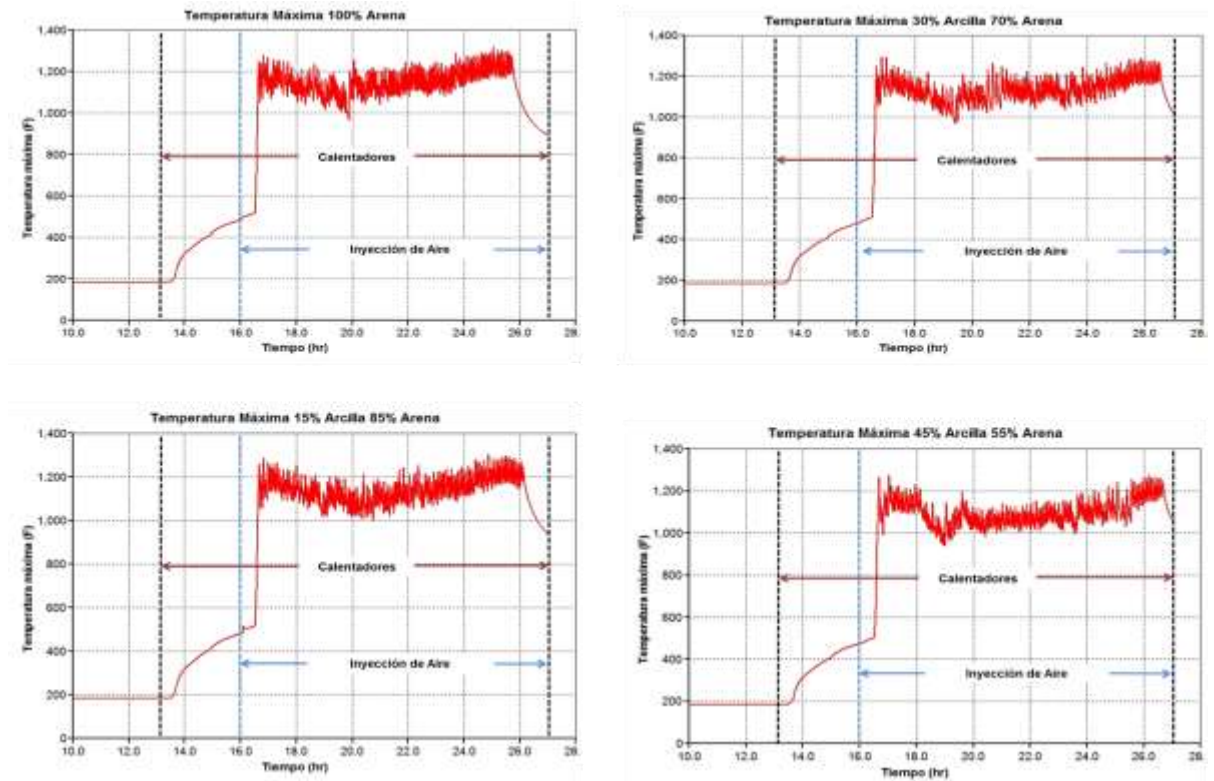 Temperatura Máxima 100% Arena
1,400
1,200
1,000
800
600
400
200
0
Temperatura máxima (F)
Calentadores
Inyección de Aire
10.0 12.0 14.0 16.0 18.0 20.0 22.0 24.0 26.0 28.
Tiempo (hr)
Temperatura Máxima 30% Arcilla 70% Arena
1,400
1,200
1,000
800
600
400
200
0
Temperatura máxima (F)
Calentadores
Inyección de Aire
10.0 14.0 16.0 18.0 20.0 22.0 24.0 26.0 28.
Tiempo (hr)
Temperatura Máxima 15% Arcilla 85% Arena
1,400
1,200
1,000
800
600
400
200
0
Temperatura máxima (F)
Calentadores
Inyección de Aire
10.0 12.0 14.0 16.0 18.0 20.0 22.0 24.0 26.0 28.
Tiempo (hr)
Temperatura Máxima 45% Arcilla 55% Arena
1,400
1,200
1,000
800
600
400
200
0
Temperatura máxima (F)
Calentadores
Inyección de Aire
10.0 12.0 14.0 16.0 18.0 20.0 22.0 24.0 26.0 28.
Tiempo (hr)